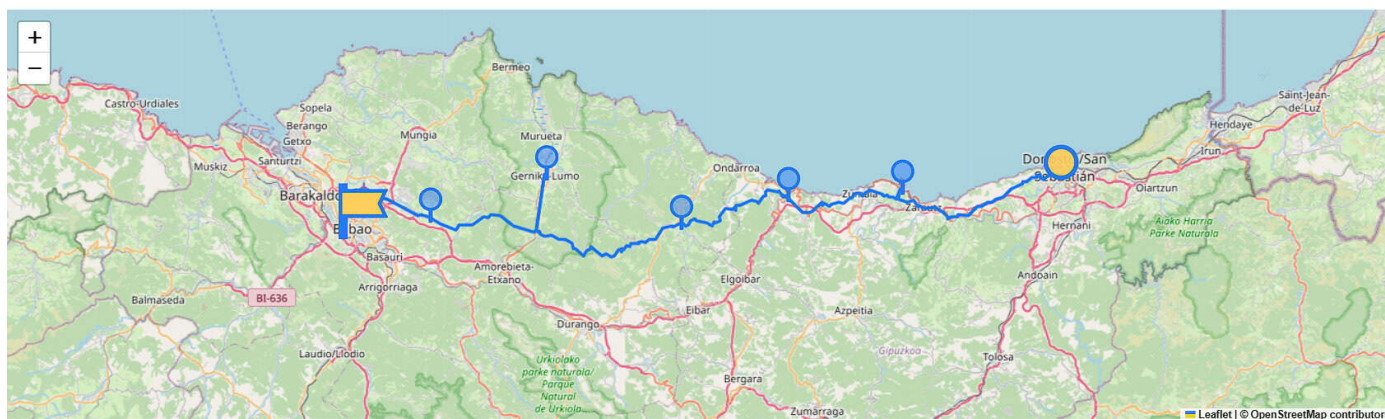 +
−
Castro-Urdiales
Muskiz
Santurtzi
Sopela
Berango
Getxo
Barakaldo
Bilbao
Basauri
Arrigorriaga
BI-636
Balmaseda
Laudio/Llodio
Mungia
Bermeo
Murueta
Gernika-Lumo
Amorebieta-
Etxano
Durango
Urkiolako
parke naturala/
Parque
Natural
de Urkiola
Ondarroa
Elgoibar
Eibar
Bergara
Zumarraga
Zumaia
Zarautz
Azpeitia
Gipuzkoa
Tolosa
Andoain
Hernani
Sebastián
Oiartzun
Aiako Harria
Parke Naturala
Irun
Hendaye
Saint-Jean-
de-Luz
Leaflet | © OpenStreetMap contributor